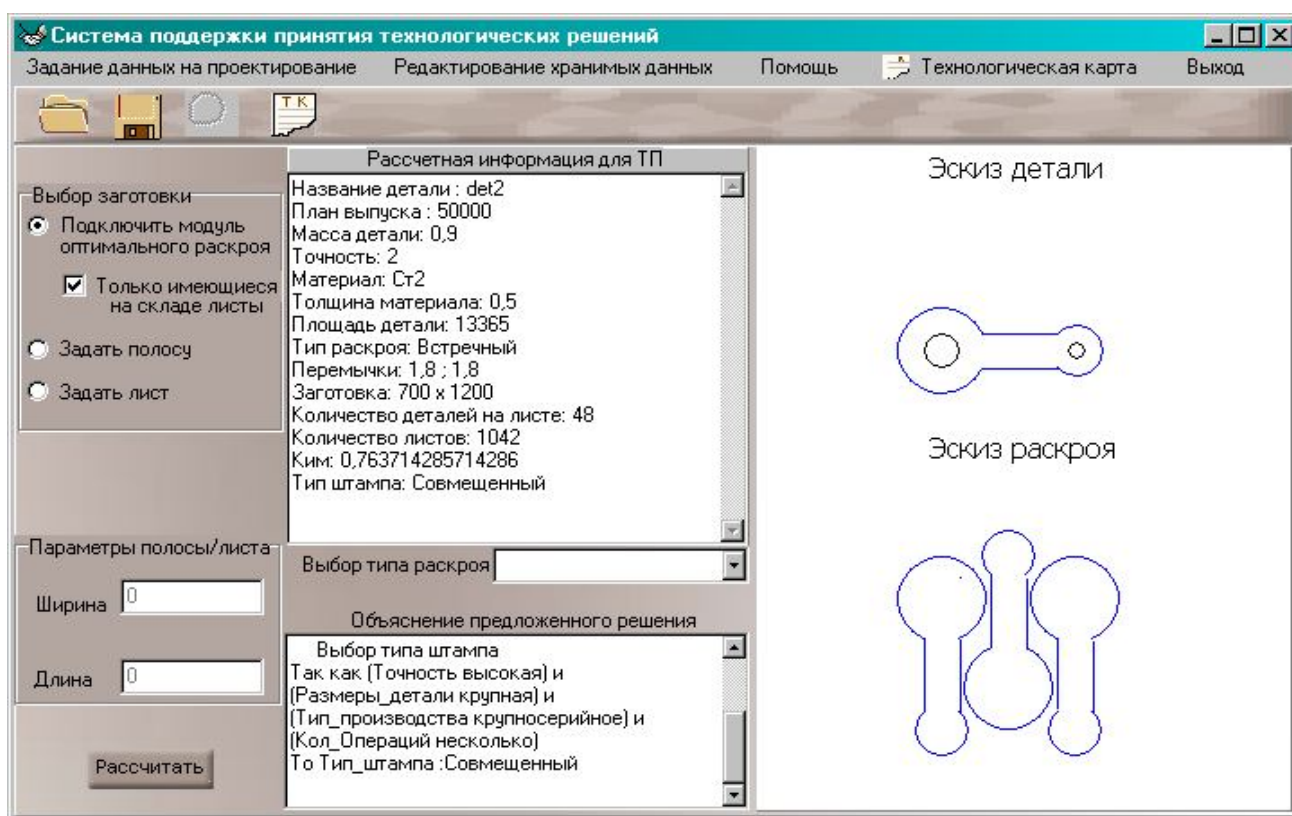 Система поддержки принятия технологических решений
Задание данных на проектирование Редактирование хранимых данных Помощь Технологическая карта Выход
Т К
Выбор заготовки
Подключить модуль
оптимального раскроя
Только имеющиеся
на складе листы
Задать полосу
Задать лист
Параметры полосы/листа
Ширина 0
Длина 0
Рассчитать
Рассчетная информация для ТП
Название детали : det2
План выпуска : 50000
Масса детали: 0,9
Точность: 2
Материал: Ст2
Толщина материала: 0,5
Площадь детали: 13365
Тип раскроя: Встречный
Перемычки: 1,8 ; 1,8
Заготовка: 700 x 1200
Количество деталей на листе: 48
Количество листов: 1042
Ким: 0,763714285714286
Тип штампа: Совмещенный
Выбор типа раскроя
Объяснение предложенного решения
Выбор типа штампа
Так как (Точность высокая) и
(Размеры_детали крупная) и
(Тип_производства крупносерийное) и
(Кол_Операций несколько)
То Тип_штампа :Совмещенный
Эскиз детали
Эскиз раскроя